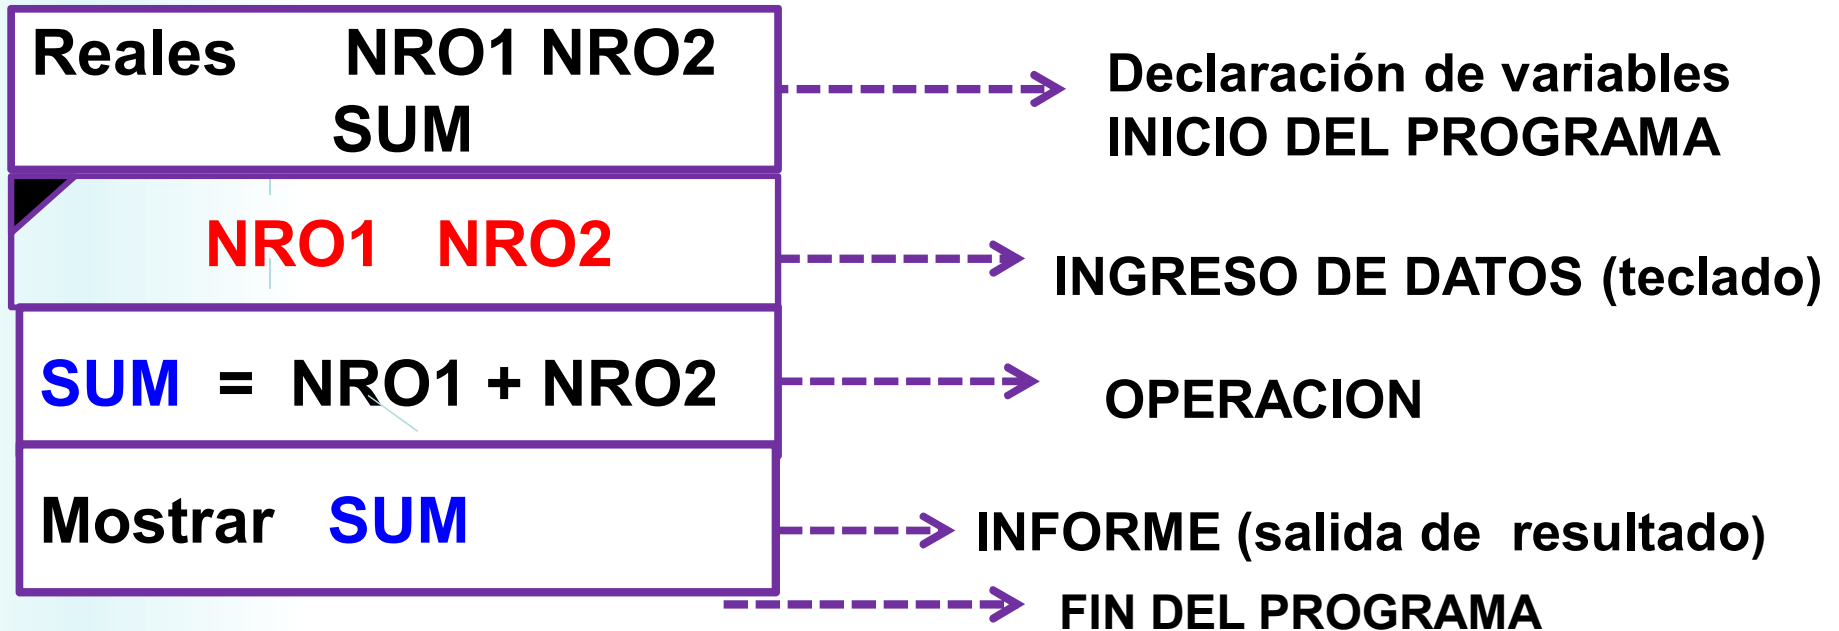 Reales NRO1 NRO2
SUM
Declaración de variables
INICIO DEL PROGRAMA
NRO1 NRO2
INGRESO DE DATOS (teclado)
SUM = NRO1 + NRO2
OPERACION
Mostrar SUM
INFORME (salida de resultado)
FIN DEL PROGRAMA